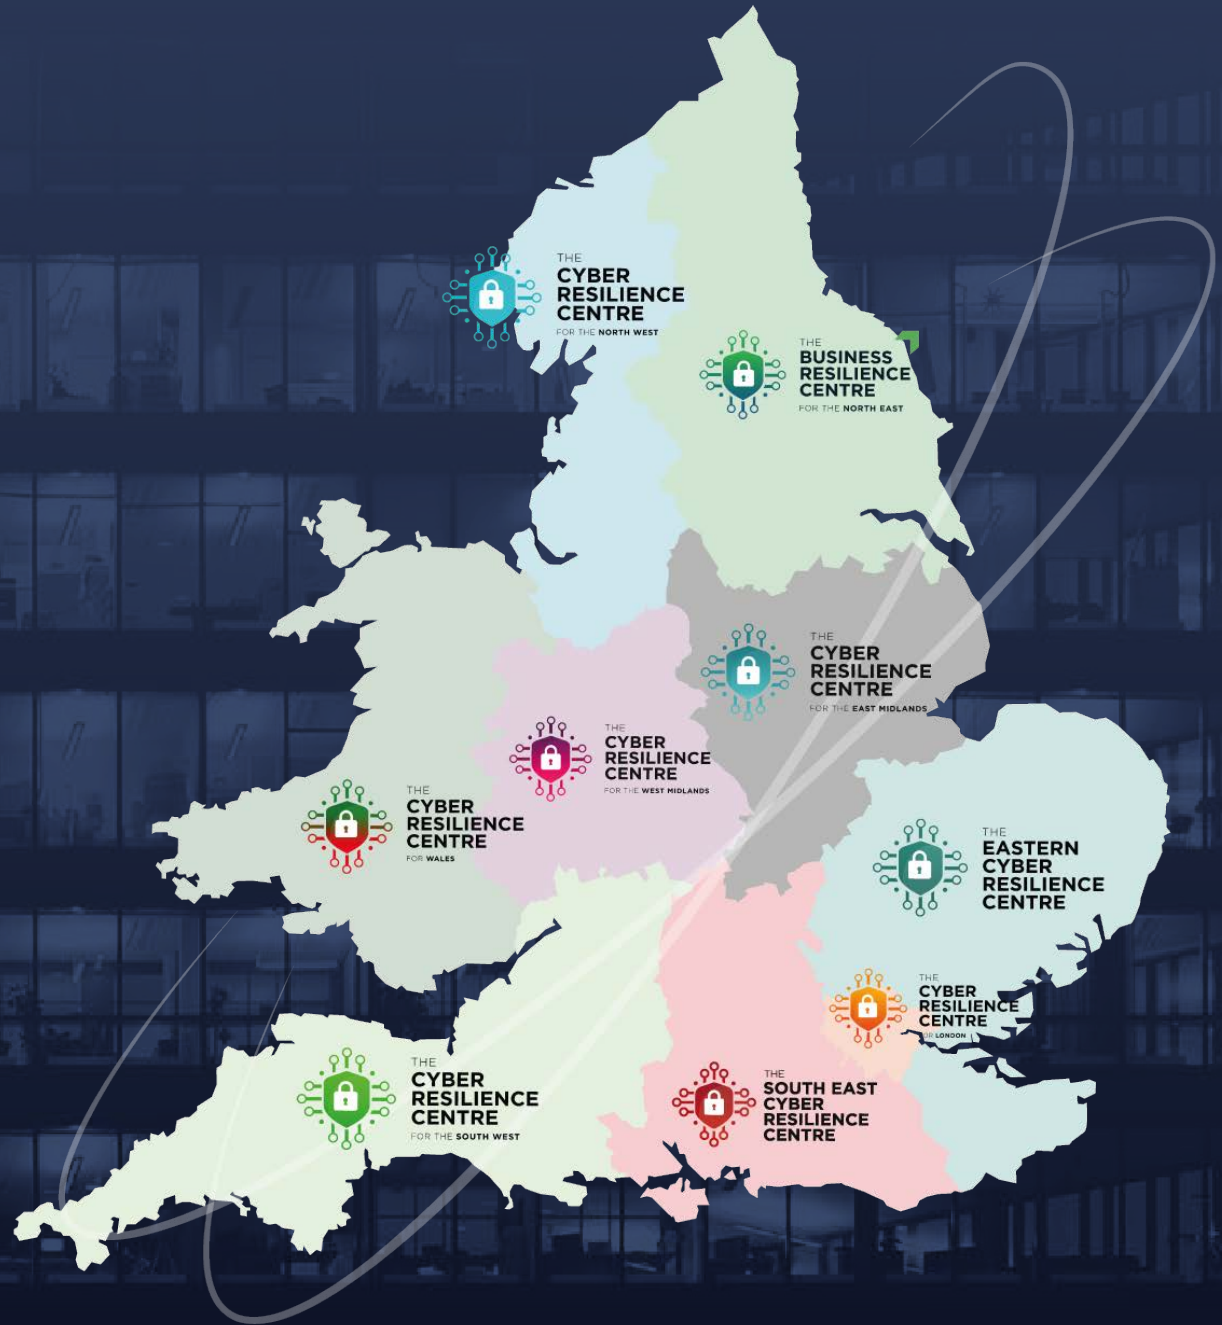 THE
CYBER
RESILIENCE
CENTRE
FOR THE NORTH WEST
THE
BUSINESS
RESILIENCE
CENTRE
FOR THE NORTH EAST
THE
CYBER
RESILIENCE
CENTRE
FOR THE EAST MIDLANDS
THE
CYBER
RESILIENCE
CENTRE
FOR THE WEST MIDLANDS
THE
CYBER
RESILIENCE
CENTRE
FOR WALES
THE
EASTERN
CYBER
RESILIENCE
CENTRE
THE
CYBER
RESILIENCE
CENTRE
FOR LONDON
THE
CYBER
RESILIENCE
CENTRE
FOR THE SOUTH WEST
THE
SOUTH EAST
CYBER
RESILIENCE
CENTRE